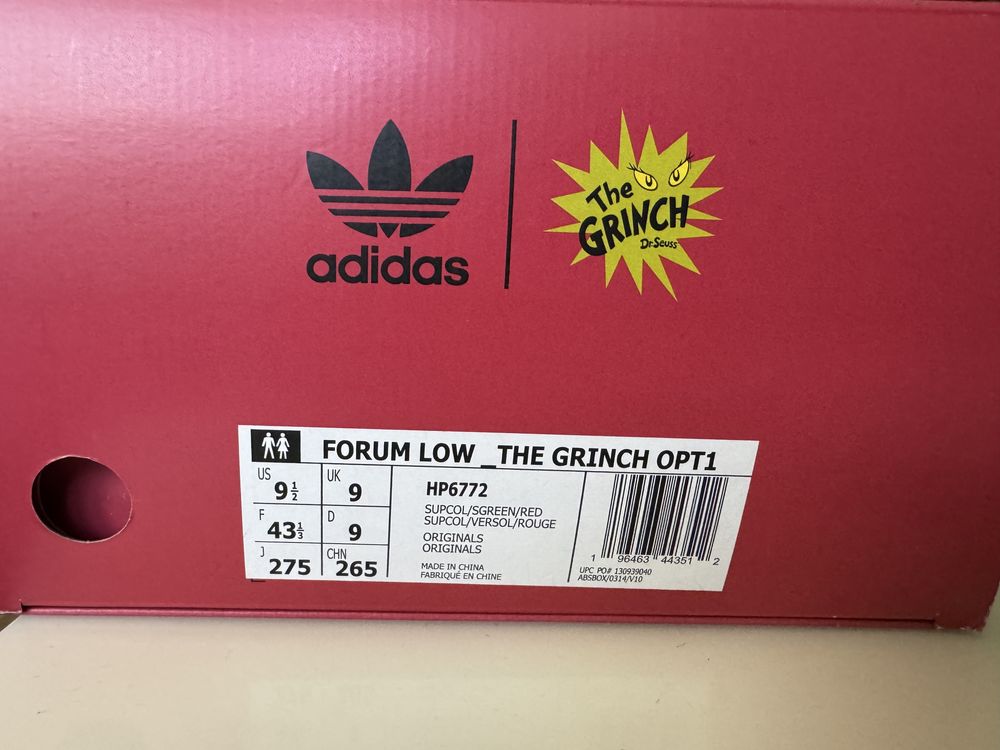 adidas
The
GRINCH
Dr. Seuss
FORUM LOW _THE GRINCH OPT1
US
9½
UK
9
F
43⅓
D
9
J
275
CHN
265
HP6772
SUPCOL/SGREEN/RED
SUPCOL/VERSOL/ROUGE
ORIGINALS
ORIGINALS
MADE IN CHINA
FABRIQUÉ EN CHINE
1 96463 44351 2
UPC PO# 130939040
ABSBOX/0314/V10